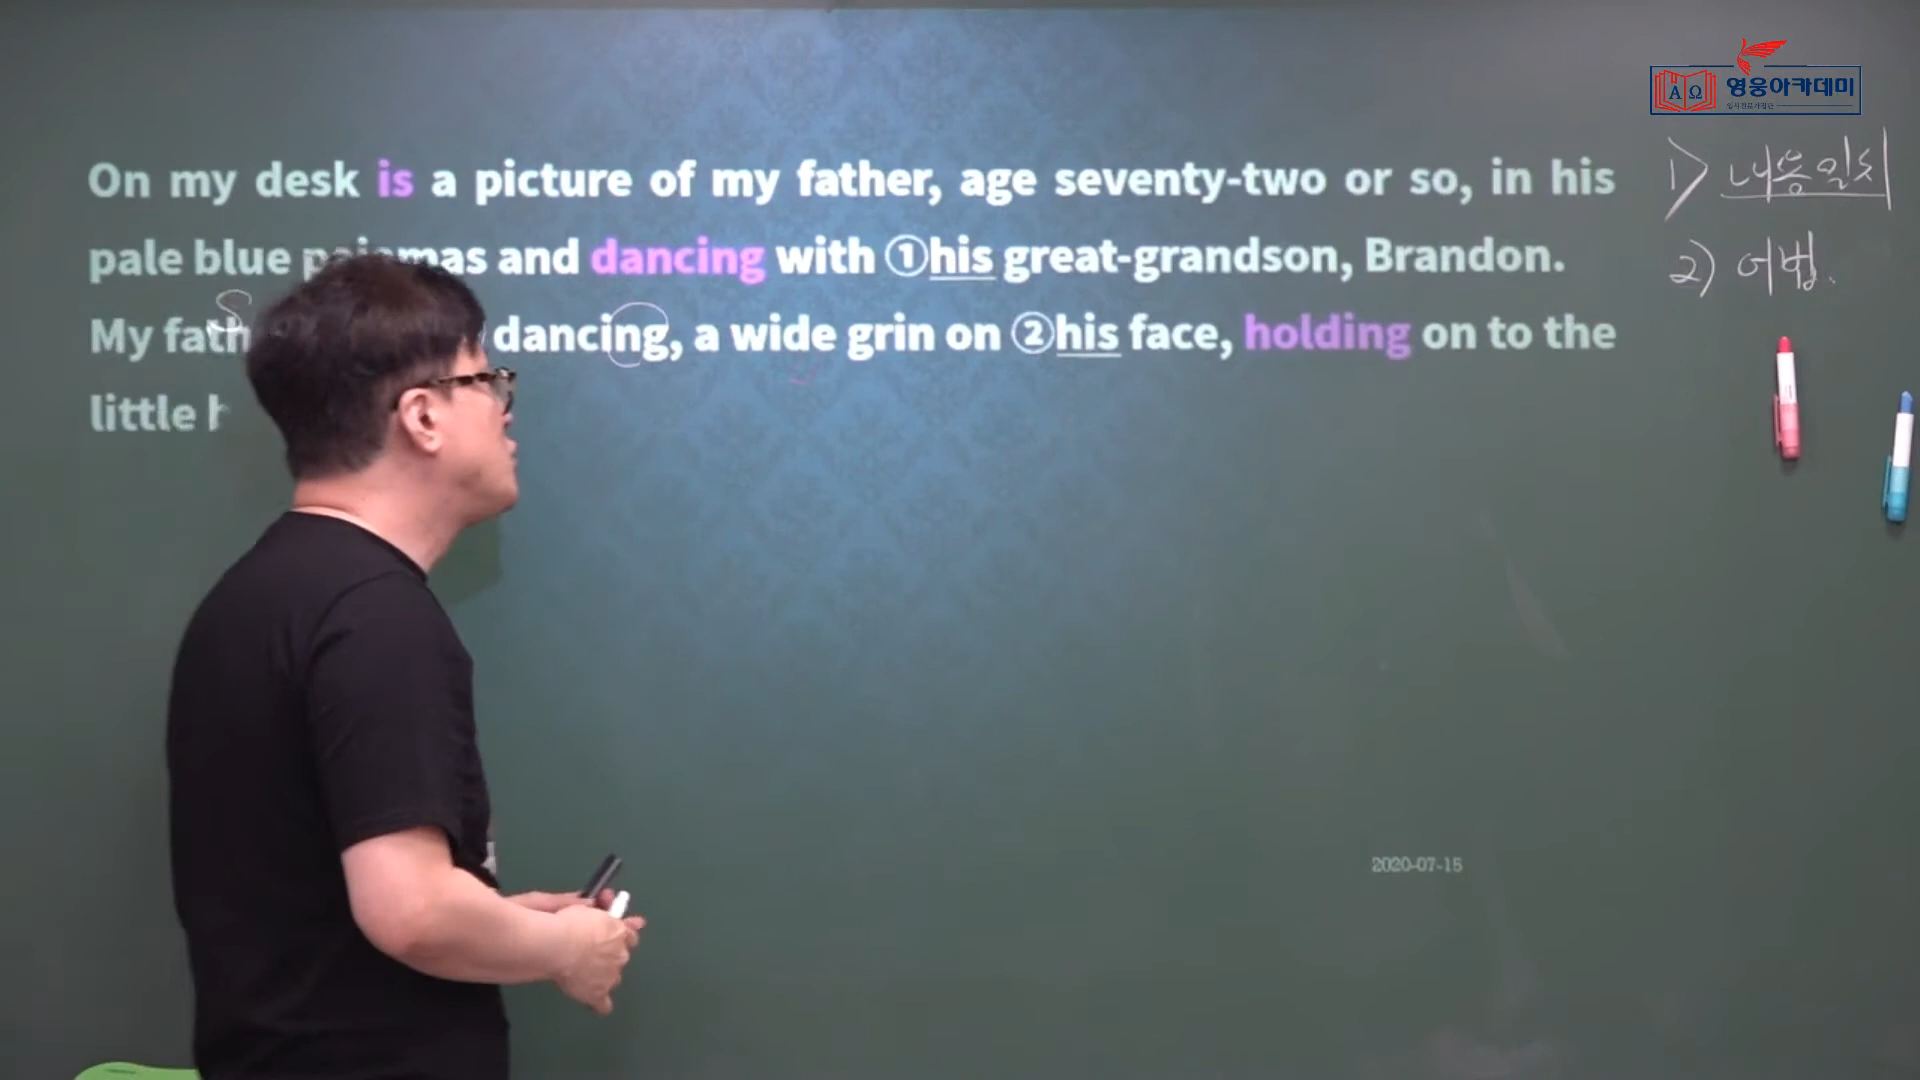 영웅아카데미
On my desk is a picture of my father, age seventy-two or so, in his
pale blue pajamas and dancing with ①his great-grandson, Brandon.
My dancing, a wide grin on ②his face, holding on to the
little
1) 내용일치
2) 어법.
S
2020-07-15